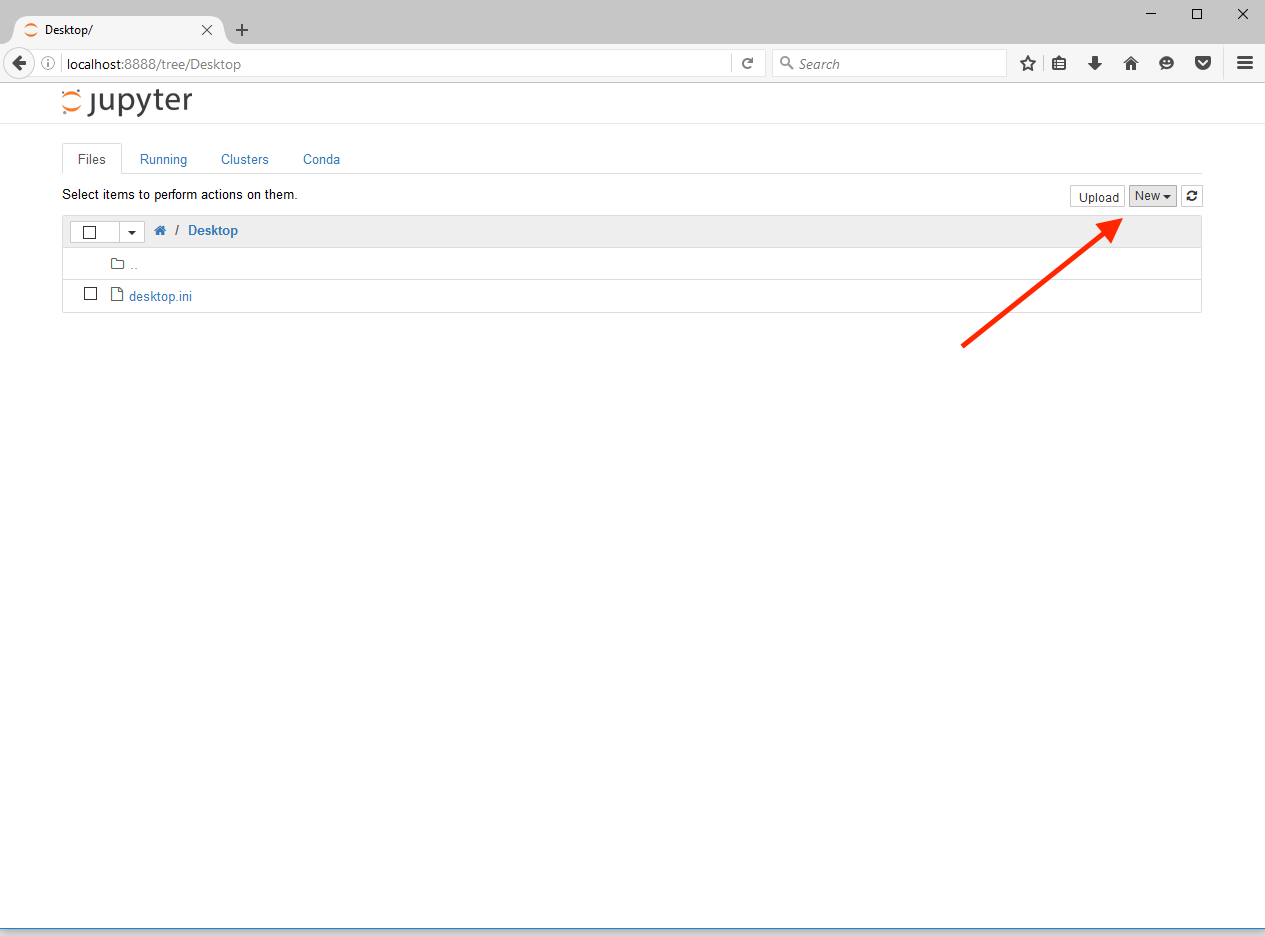 Desktop/
localhost:8888/tree/Desktop
Search
jupyter
Files Running Clusters Conda
Select items to perform actions on them.
Upload New
/ Desktop
..
desktop.ini